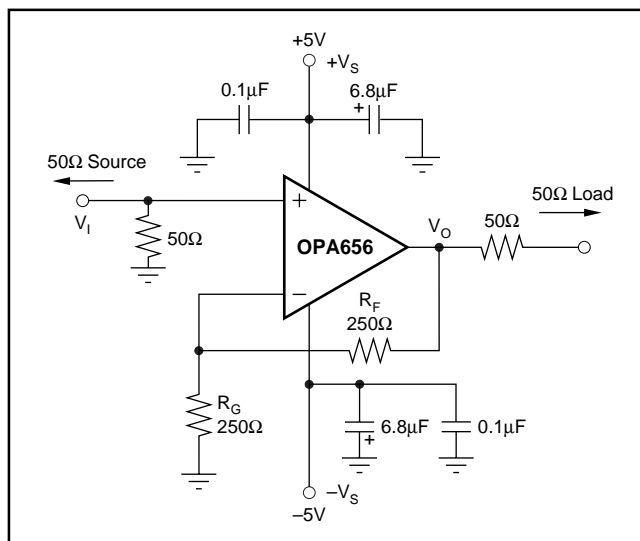 +5V
+VS
0.1µF
6.8µF
+
50Ω Source
50Ω Load
VI
50Ω
+
OPA656
−
VO
50Ω
RF
250Ω
RG
250Ω
6.8µF
+
0.1µF
−VS
−5V